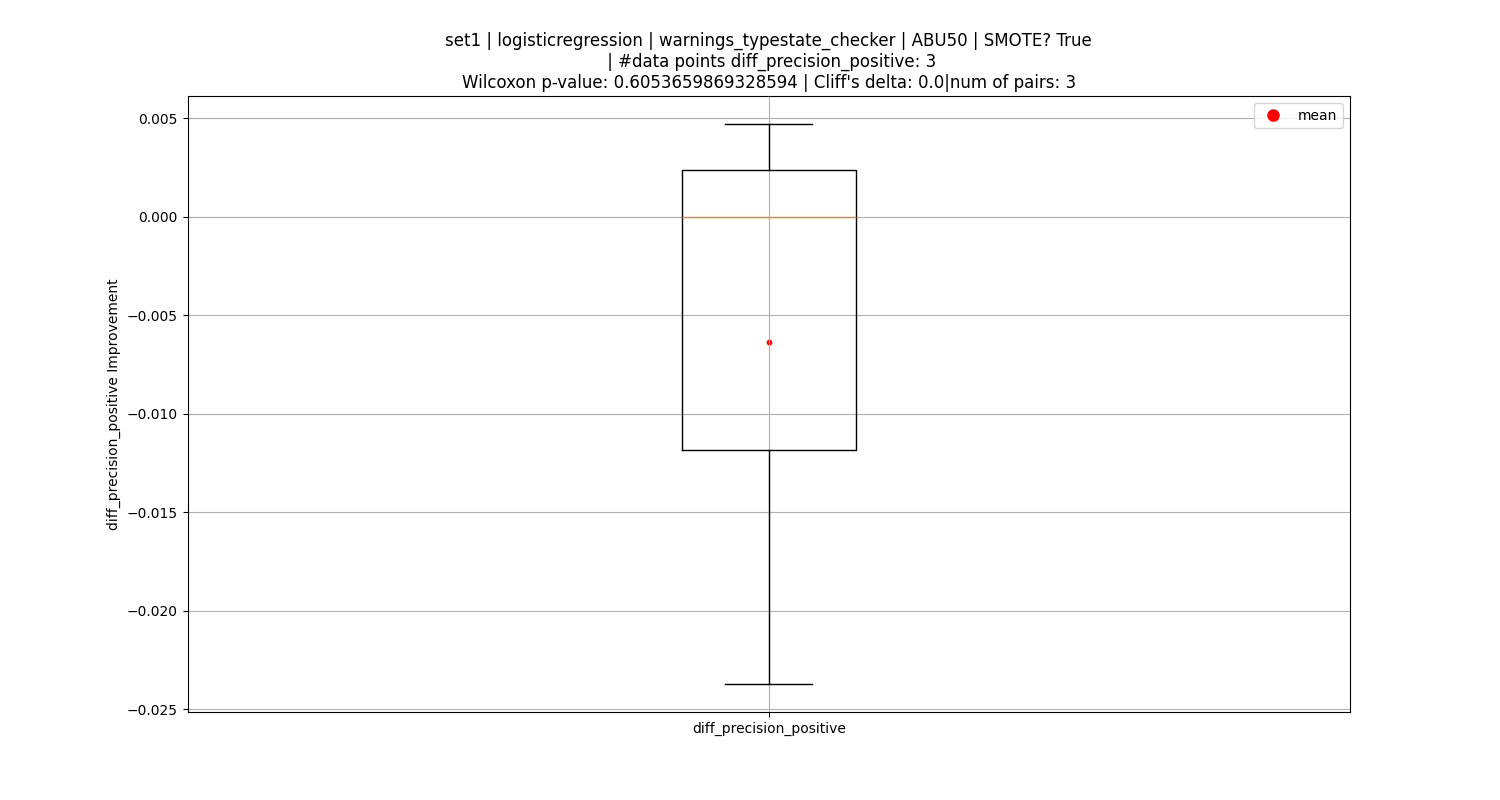 set1 | logisticregression | warnings_typestate_checker | ABU50 | SMOTE? True
| #data points diff_precision_positive: 3
Wilcoxon p-value: 0.6053659869328594 | Cliff's delta: 0.0|num of pairs: 3
mean
0.005
0.000
−0.005
−0.010
−0.015
−0.020
−0.025
diff_precision_positive Improvement
diff_precision_positive